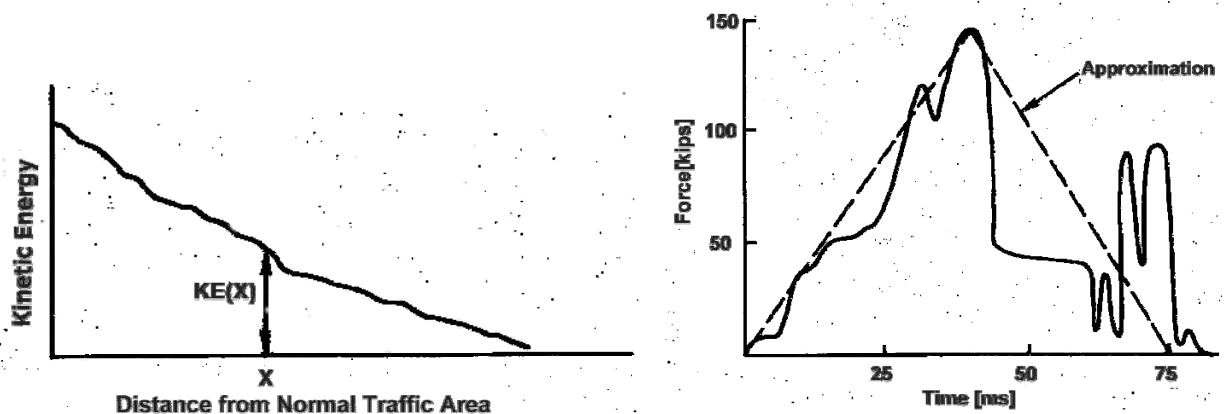 Kinetic Energy
KE(X)
X
Distance from Normal Traffic Area
150
100
50
Force[kips]
Approximation
25
50
75
Time [ms]